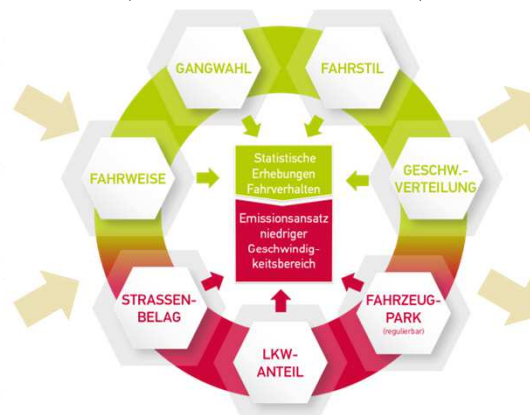 GANGWAHL
FAHRSTIL
FAHRWEISE
GESCHW.-
VERTEILUNG
Statistische
Erhebungen
Fahrverhalten
Emissionsansatz
niedriger
Geschwindig-
keitsbereich
STRASSEN-
BELAG
LKW-
ANTEIL
FAHRZEUG-
PARK
(regulierbar)